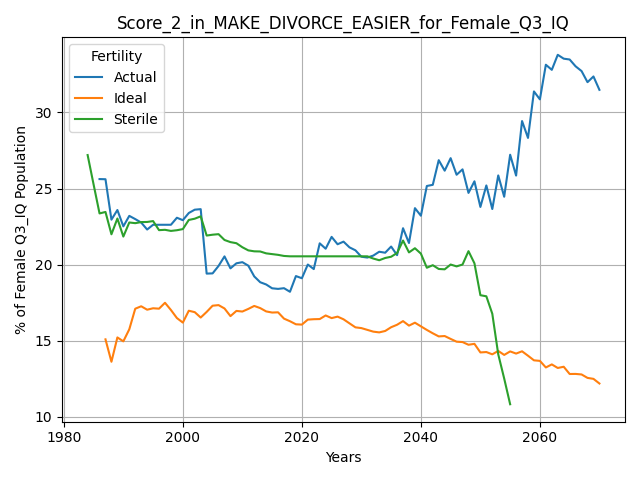 Score_2_in_MAKE_DIVORCE_EASIER_for_Female_Q3_IQ
Fertility
Actual
Ideal
Sterile
% of Female Q3_IQ Population
30
25
20
15
10
1980
2000
2020
2040
2060
Years